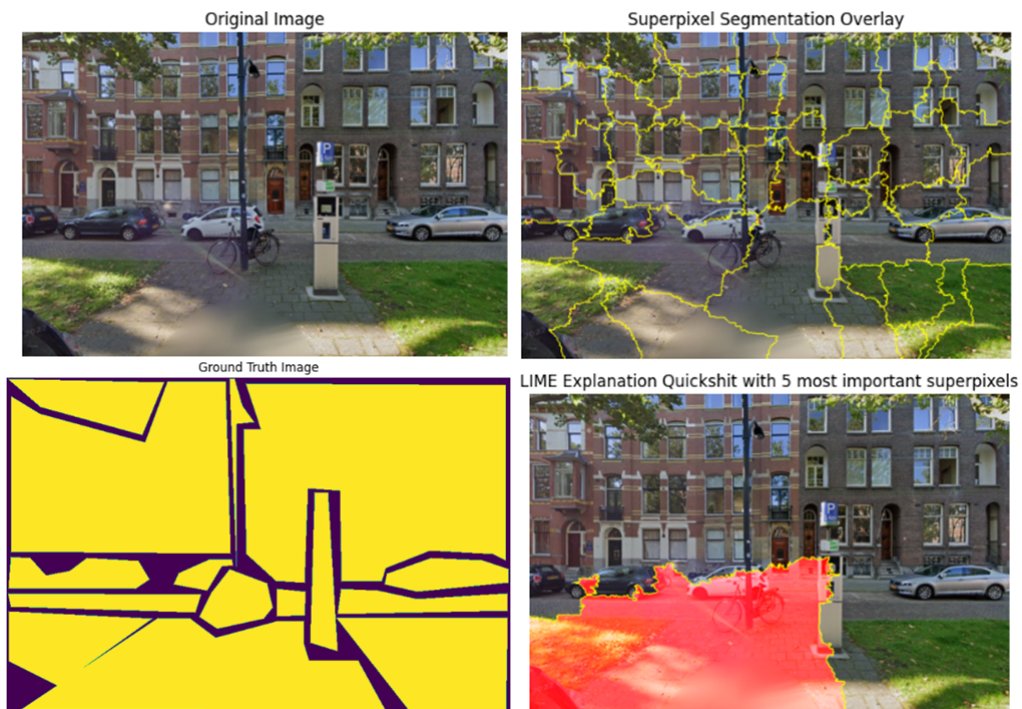 Original Image
Superpixel Segmentation Overlay
P
Ground Truth Image
LIME Explanation Quickshit with 5 most important superpixels
P